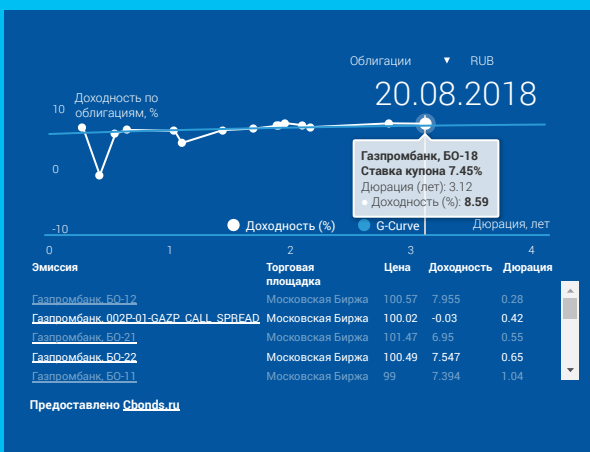 Облигации ▼ RUB
20.08.2018
Доходность по
облигациям, %
10
0
-10
Газпромбанк, БО-18
Ставка купона 7.45%
Дюрация (лет): 3.12
Доходность (%): 8.59
Доходность (%) G-Curve Дюрация, лет
0 1 2 3 4
Эмиссия Торговая площадка Цена Доходность Дюрация
Газпромбанк, БО-12 Московская Биржа 100.57 7.955 0.28
Газпромбанк, 002P-01-GAZP_CALL_SPREAD Московская Биржа 100.02 -0.03 0.42
Газпромбанк, БО-21 Московская Биржа 101.47 6.95 0.55
Газпромбанк, БО-22 Московская Биржа 100.49 7.547 0.65
Газпромбанк, БО-11 Московская Биржа 99 7.394 1.04
Предоставлено Cbonds.ru